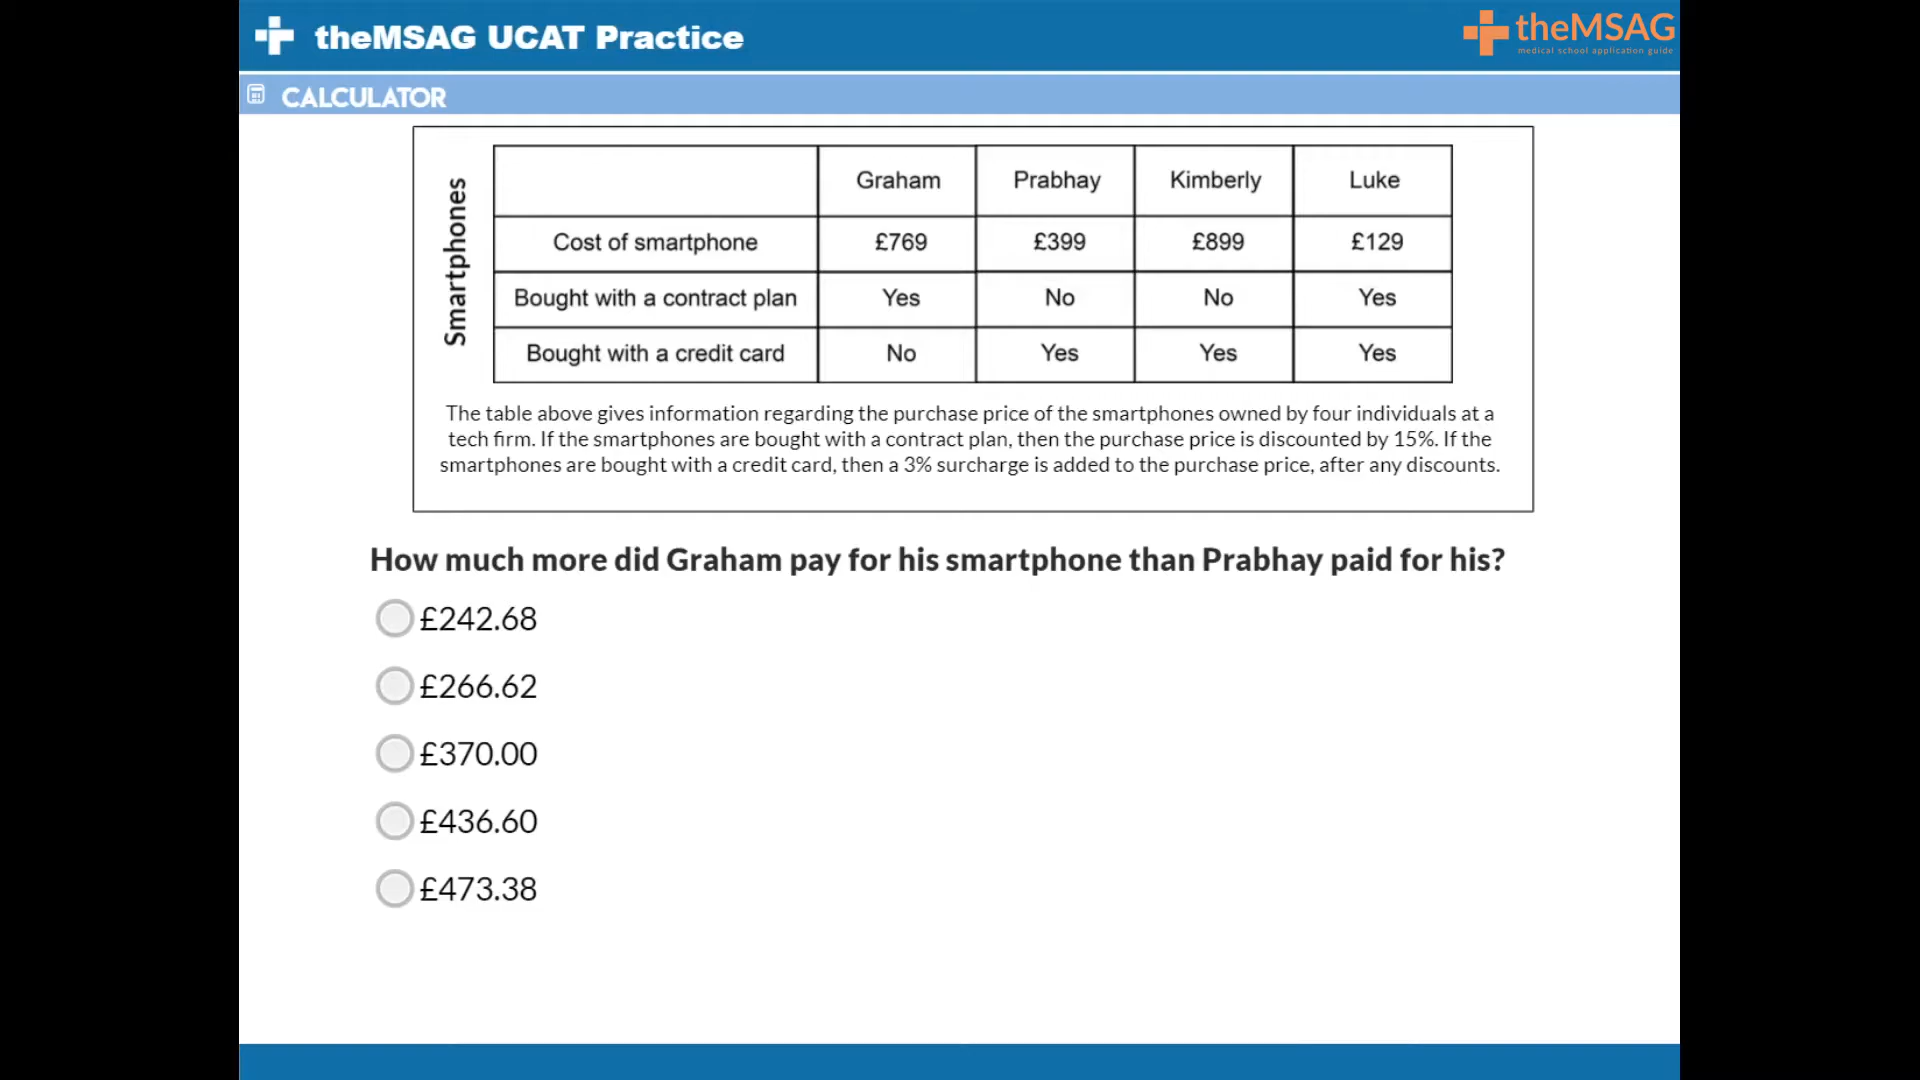 theMSAG UCAT Practice
theMSAG
medical school application guide
CALCULATOR
Smartphones
Graham Prabhay Kimberly Luke
Cost of smartphone £769 £399 £899 £129
Bought with a contract plan Yes No No Yes
Bought with a credit card No Yes Yes Yes
The table above gives information regarding the purchase price of the smartphones owned by four individuals at a
tech firm. If the smartphones are bought with a contract plan, then the purchase price is discounted by 15%. If the
smartphones are bought with a credit card, then a 3% surcharge is added to the purchase price, after any discounts.
How much more did Graham pay for his smartphone than Prabhay paid for his?
£242.68
£266.62
£370.00
£436.60
£473.38